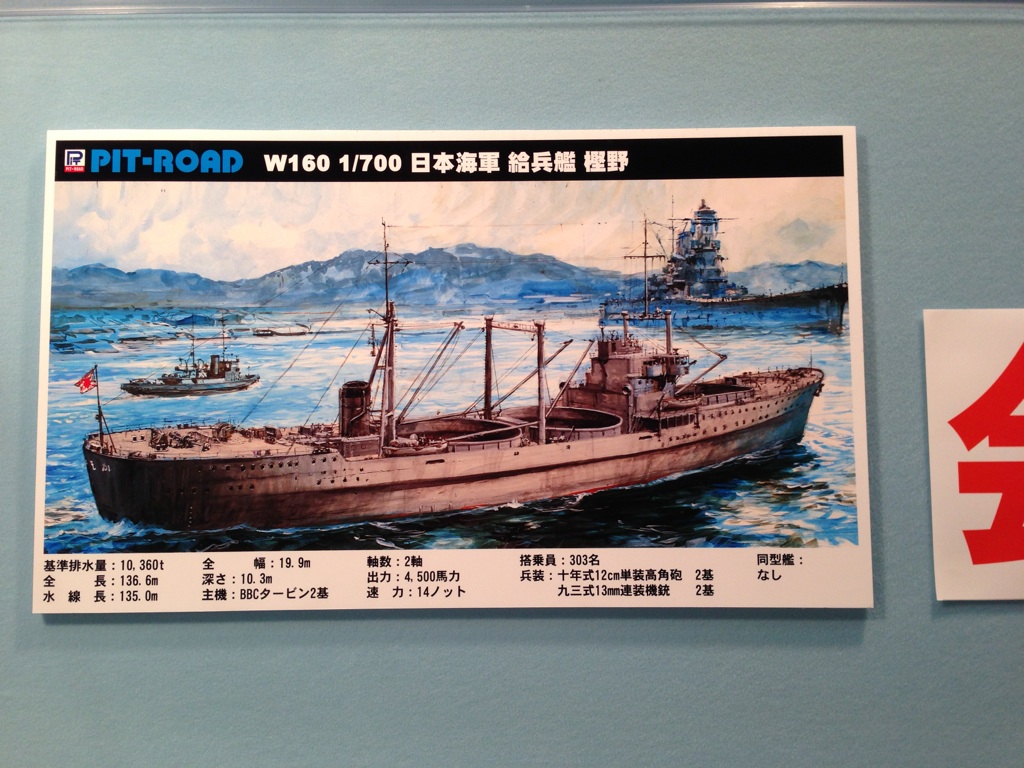 PIT-ROAD W160 1/700 日本海軍 給兵艦 樫野
PIT-ROAD
基準排水量：10,360t
全　　長：136.6m
水 線 長：135.0m
全　　幅：19.9m
深さ：10.3m
主機：BBCタービン2基
軸数：2軸
出力：4,500馬力
速　力：14ノット
搭乗員：303名
兵装：十年式12cm単装高角砲　2基
九三式13mm連装機銃　2基
同型艦：
なし